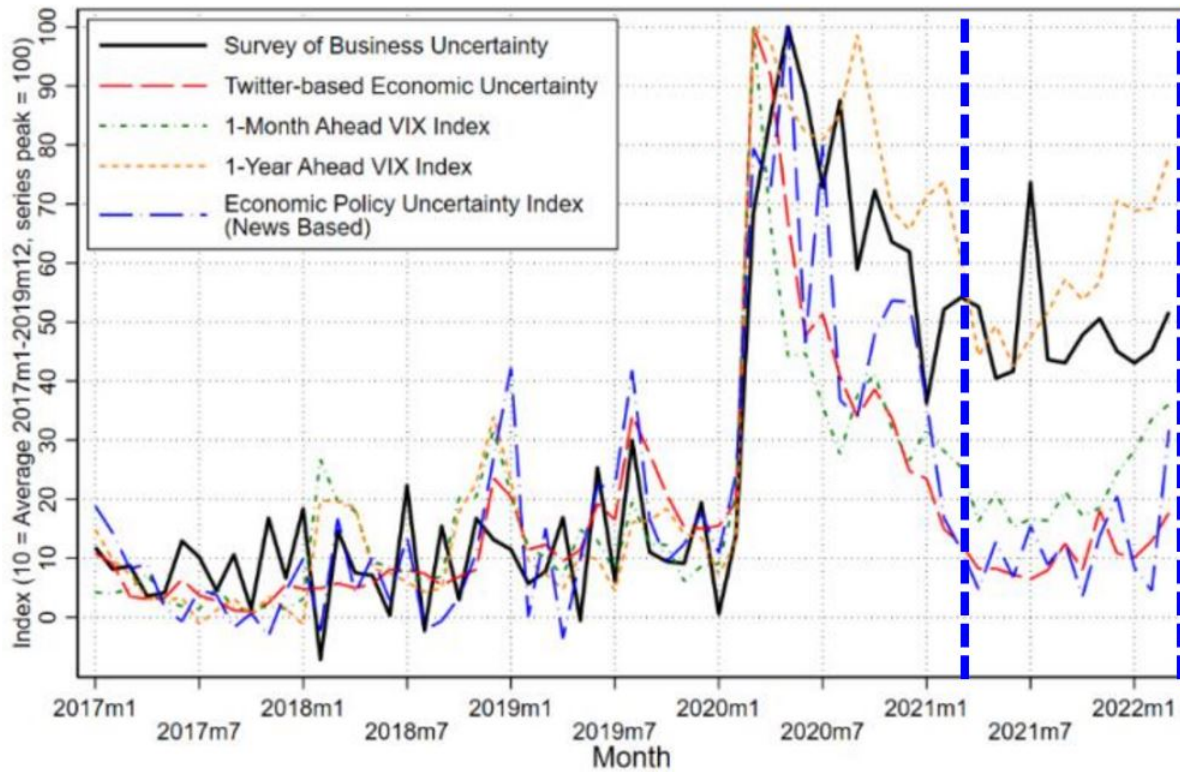 Index (10 = Average 2017m1-2019m12, series peak = 100)
100
90
80
70
60
50
40
30
20
10
0
Survey of Business Uncertainty
Twitter-based Economic Uncertainty
1-Month Ahead VIX Index
1-Year Ahead VIX Index
Economic Policy Uncertainty Index
(News Based)
2017m1
2018m1
2019m1
2020m1
2021m1
2022m1
2017m7
2018m7
2019m7
2020m7
2021m7
Month